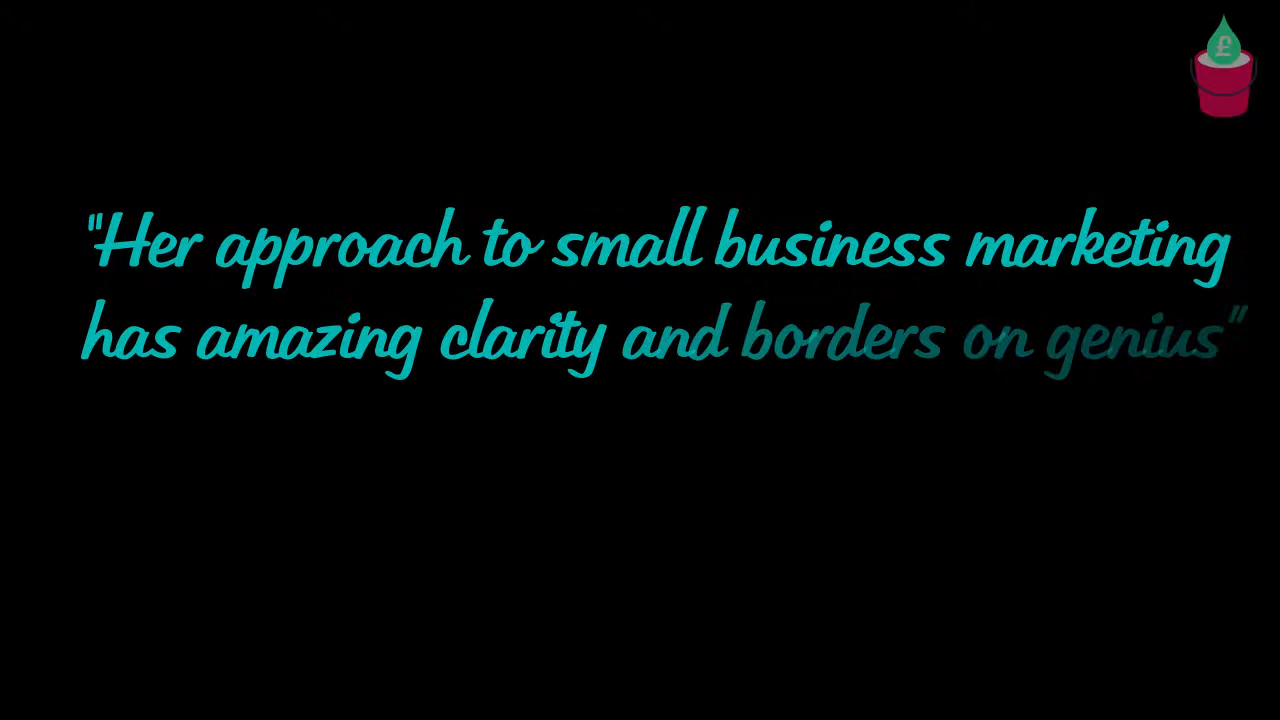 £
"Her approach to small business marketing
has amazing clarity and borders on genius"